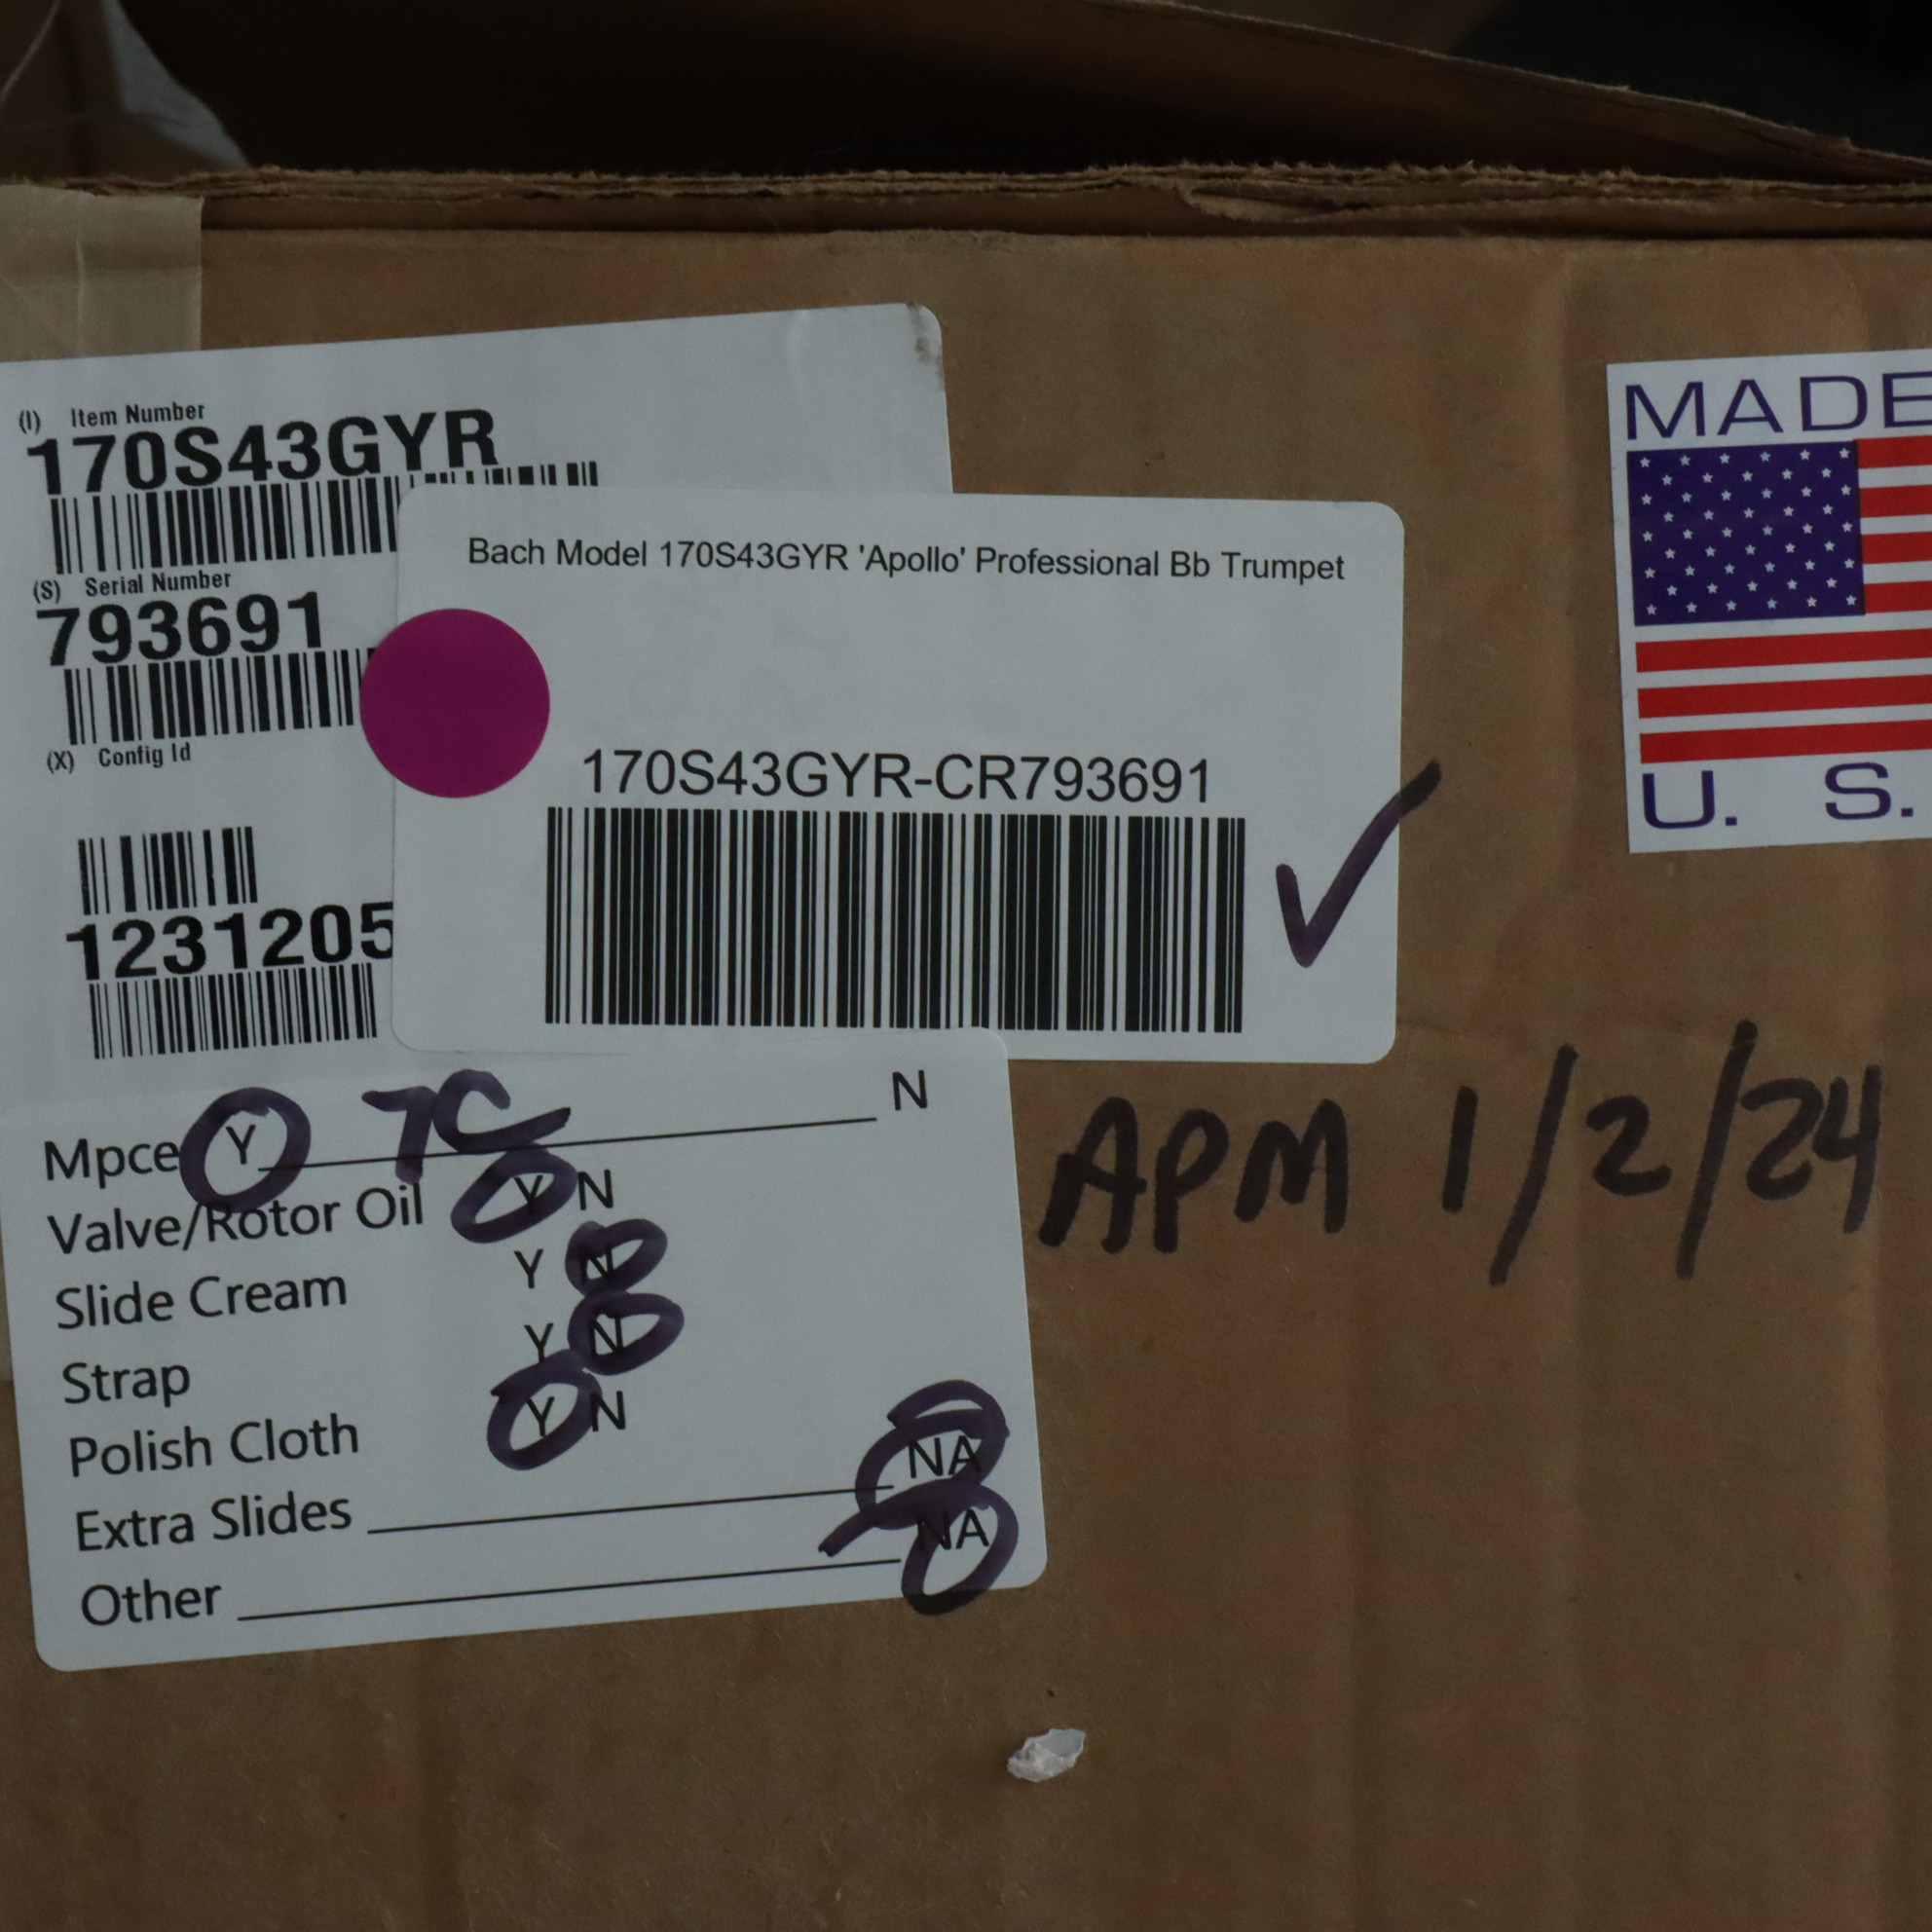 (I) Item Number
170S43GYR
(S) Serial Number
793691
(X) Config Id
1231205
Bach Model 170S43GYR 'Apollo' Professional Bb Trumpet
170S43GYR-CR793691
MADE
U. S.
Mpce Y 7C N
Valve/Rotor Oil Y N
Slide Cream Y N
Strap Y N
Polish Cloth Y N
Extra Slides NA
Other NA
APM 1/2/24